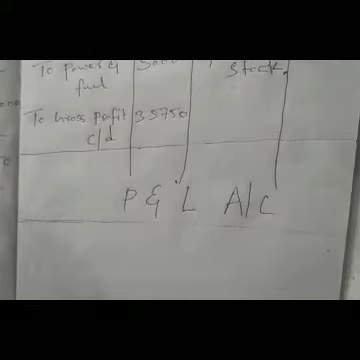 To power &
fuel
stock.
To Gross profit 35750
c/d
P & L A/C